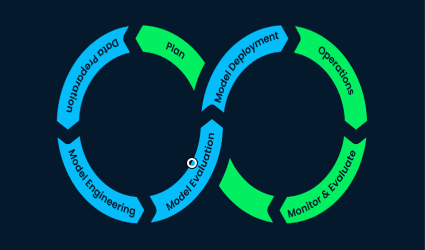 Plan
Data Preparation
Model Engineering
Model Evaluation
Model Deployment
Operations
Monitor & Evaluate